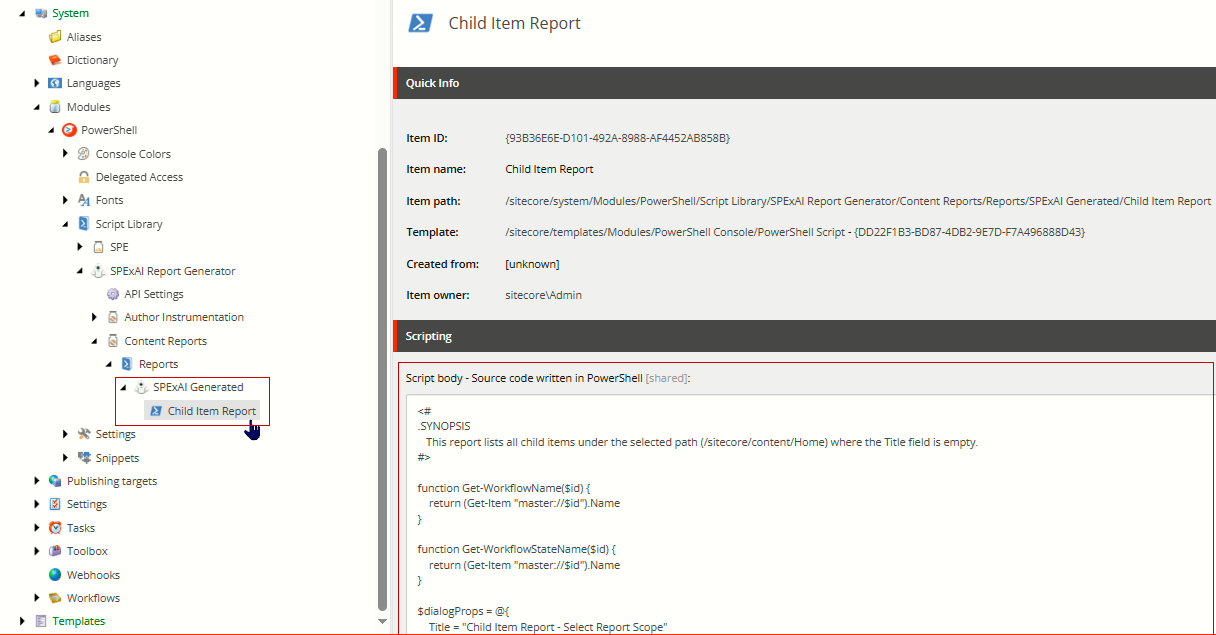 System
Aliases
Dictionary
Languages
Modules
PowerShell
Console Colors
Delegated Access
Fonts
Script Library
SPE
SPExAI Report Generator
API Settings
Author Instrumentation
Content Reports
Reports
SPExAI Generated
Child Item Report
Settings
Snippets
Publishing targets
Settings
Tasks
Toolbox
Webhooks
Workflows
Templates
Child Item Report
Quick Info
Item ID: {93B36E6E-D101-492A-8988-AF4452AB858B}
Item name: Child Item Report
Item path: /sitecore/system/Modules/PowerShell/Script Library/SPExAI Report Generator/Content Reports/Reports/SPExAI Generated/Child Item Report
Template: /sitecore/templates/Modules/PowerShell Console/PowerShell Script - {DD22F1B3-BD87-4DB2-9E7D-F7A496888D43}
Created from: [unknown]
Item owner: sitecore\Admin
Scripting
Script body - Source code written in PowerShell [shared]:
<#
.SYNOPSIS
This report lists all child items under the selected path (/sitecore/content/Home) where the Title field is empty.
#>
function Get-WorkflowName($id) {
return (Get-Item "master://$id").Name
}
function Get-WorkflowStateName($id) {
return (Get-Item "master://$id").Name
}
$dialogProps = @{
Title = "Child Item Report - Select Report Scope"